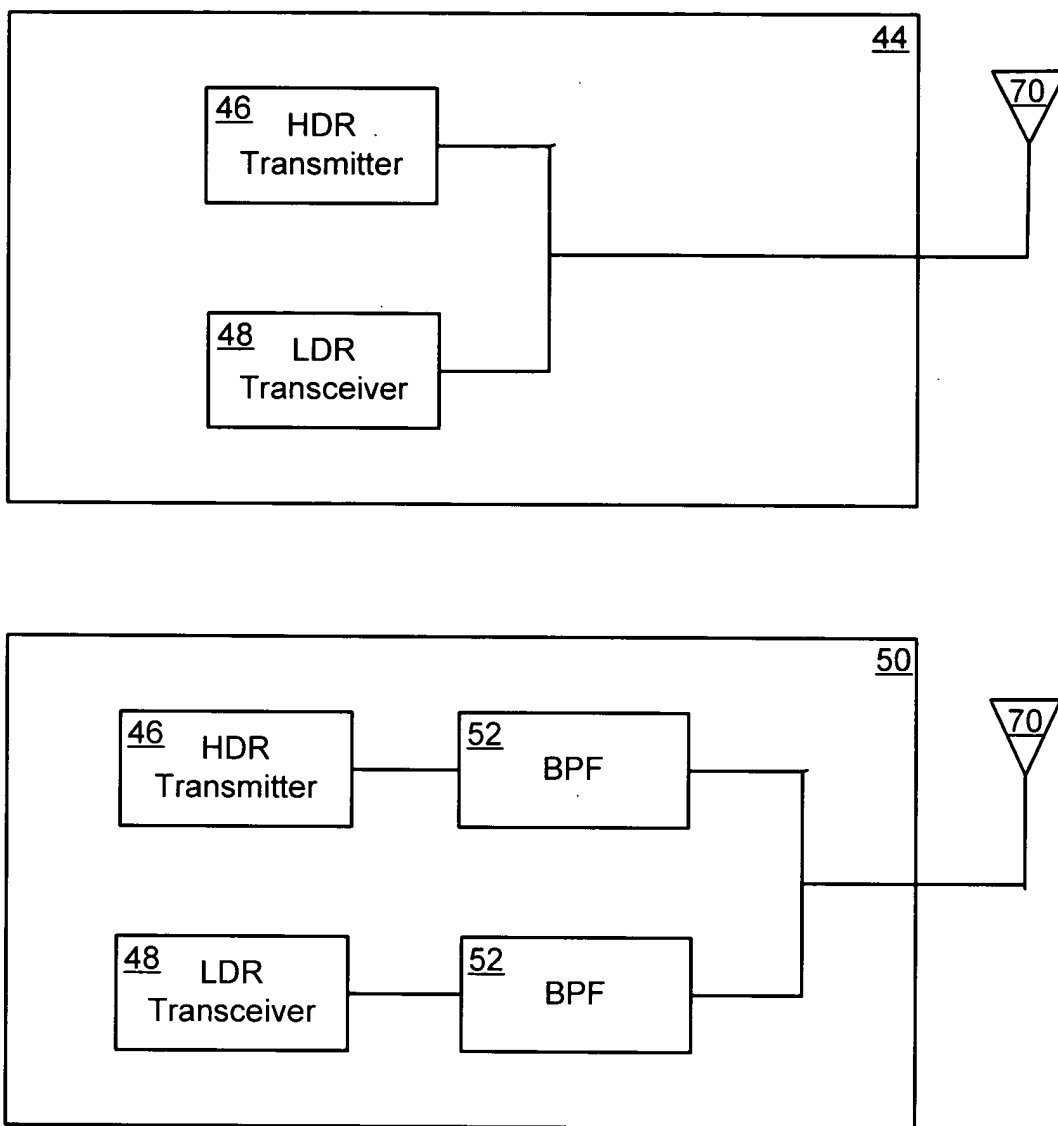 44
70
46 HDR
Transmitter
48 LDR
Transceiver
50
70
46 HDR
Transmitter
52 BPF
48 LDR
Transceiver
52 BPF